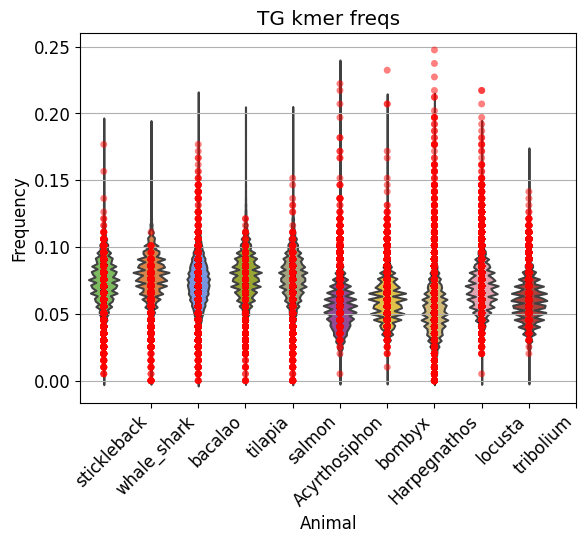 TG kmer freqs
Frequency
0.25
0.20
0.15
0.10
0.05
0.00
stickleback
whale_shark
bacalao
tilapia
salmon
Acyrthosiphon
bombyx
Harpegnathos
locusta
tribolium
Animal